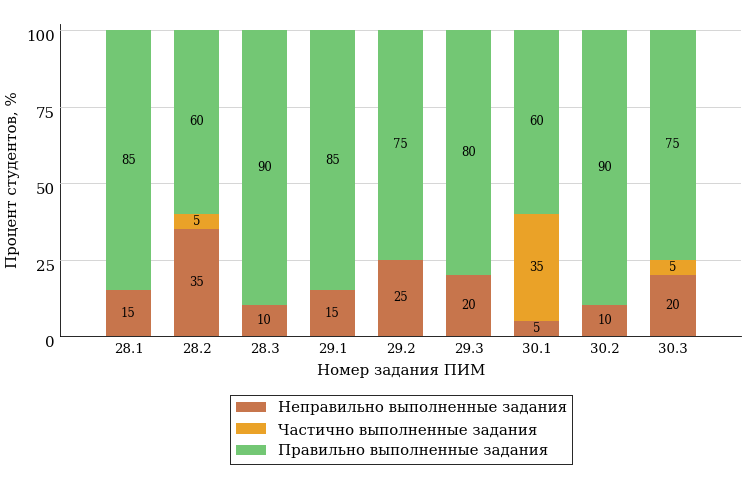 100
75
50
25
0
Процент студентов, %
85 60 90 85 75 80 60 90 75
5 35 5
15 35 10 15 25 20 5 10 20
28.1 28.2 28.3 29.1 29.2 29.3 30.1 30.2 30.3
Номер задания ПИМ
Неправильно выполненные задания
Частично выполненные задания
Правильно выполненные задания